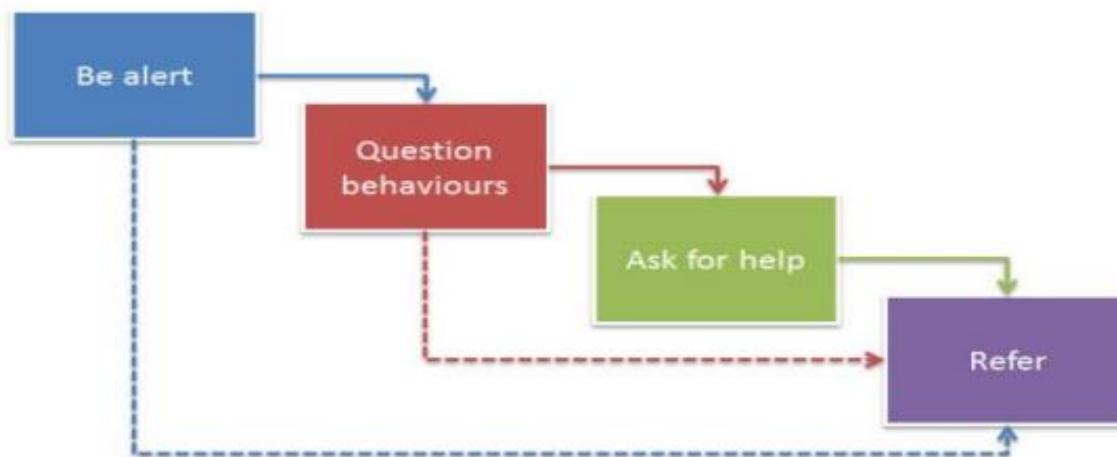 Be alert
Question
behaviours
Ask for help
Refer